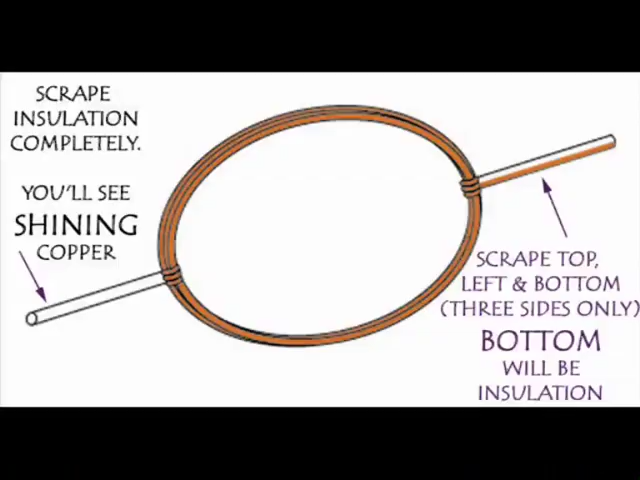 SCRAPE
INSULATION
COMPLETELY.
YOU'LL SEE
SHINING
COPPER
SCRAPE TOP,
LEFT & BOTTOM
(THREE SIDES ONLY)
BOTTOM
WILL BE
INSULATION